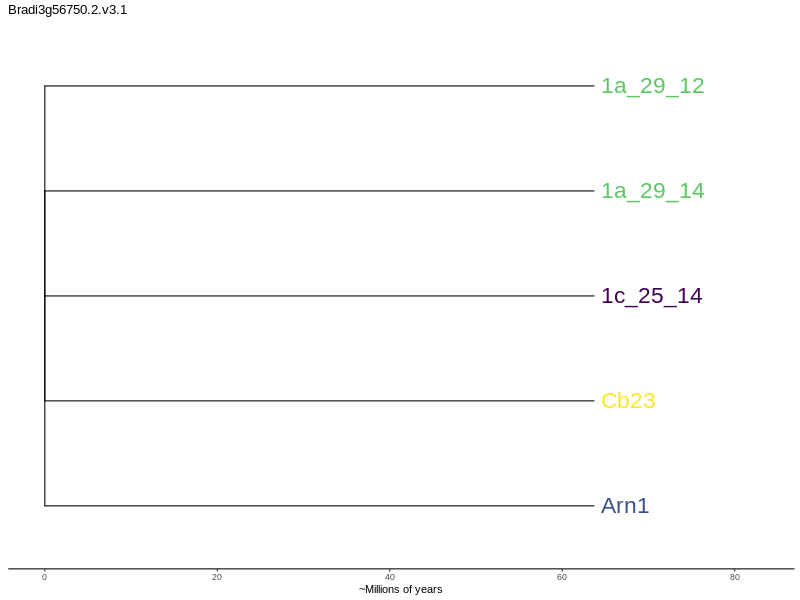 Bradi3g56750.2.v3.1
1a_29_12
1a_29_14
1c_25_14
Cb23
Arn1
0 20 40 60 80
~Millions of years